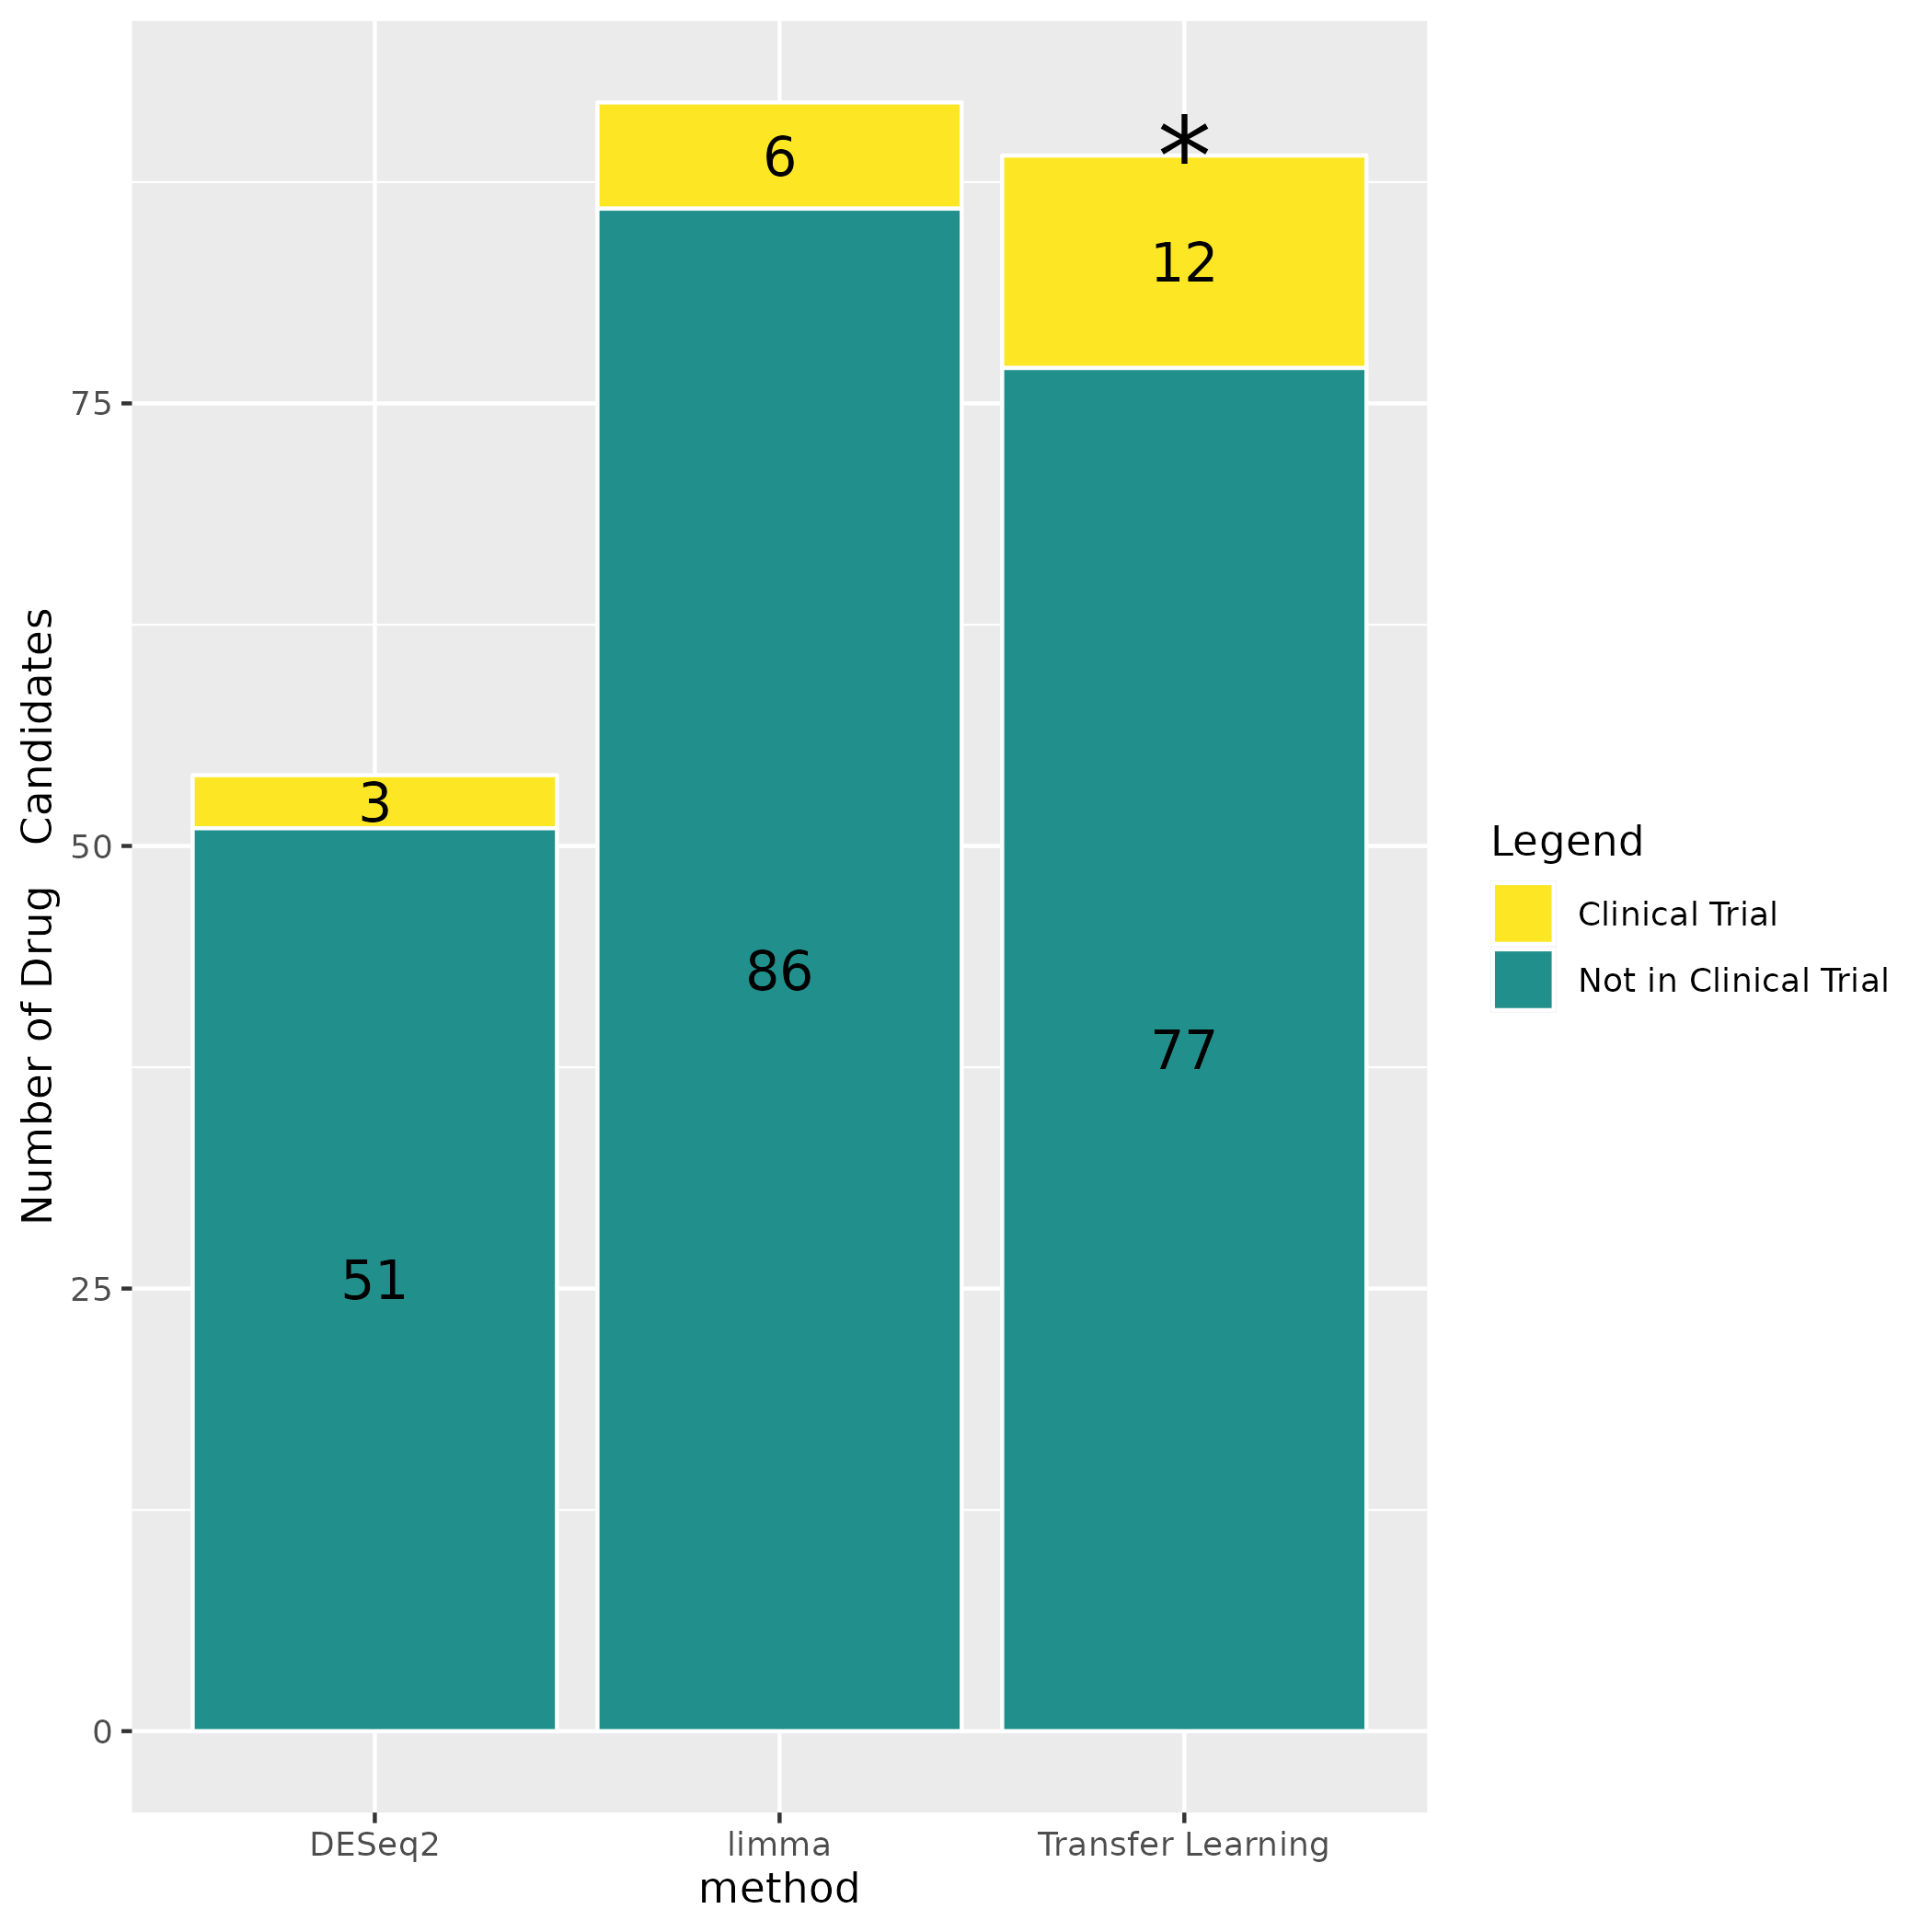 Number of Drug   Candidates
75
50
25
0
3
51
6
86
*
12
77
DESeq2
limma
Transfer Learning
method
Legend
Clinical Trial
Not in Clinical Trial